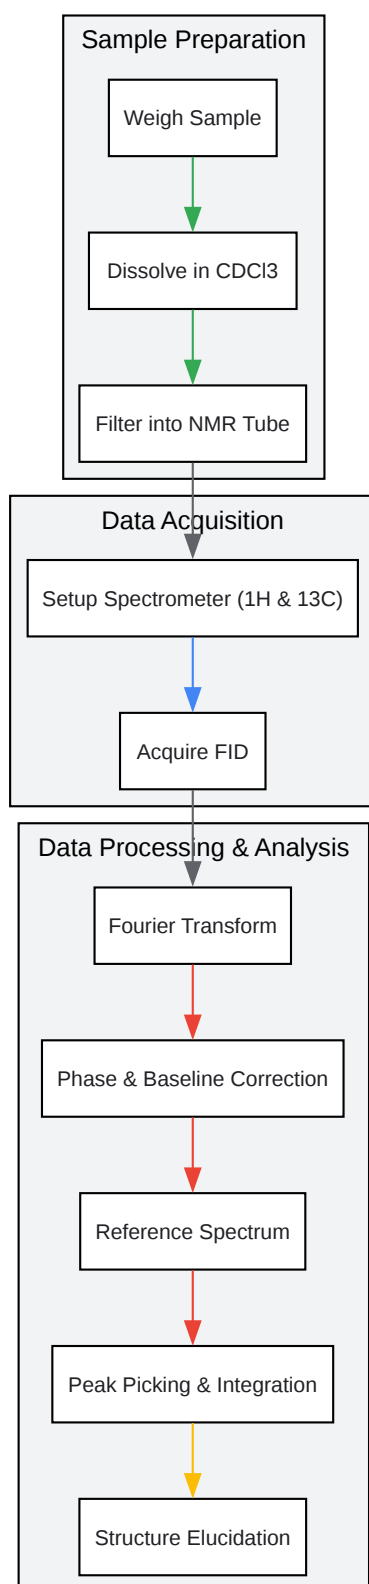 Sample Preparation
Weigh Sample
Dissolve in CDCl3
Filter into NMR Tube
Data Acquisition
Setup Spectrometer (1H & 13C)
Acquire FID
Data Processing & Analysis
Fourier Transform
Phase & Baseline Correction
Reference Spectrum
Peak Picking & Integration
Structure Elucidation